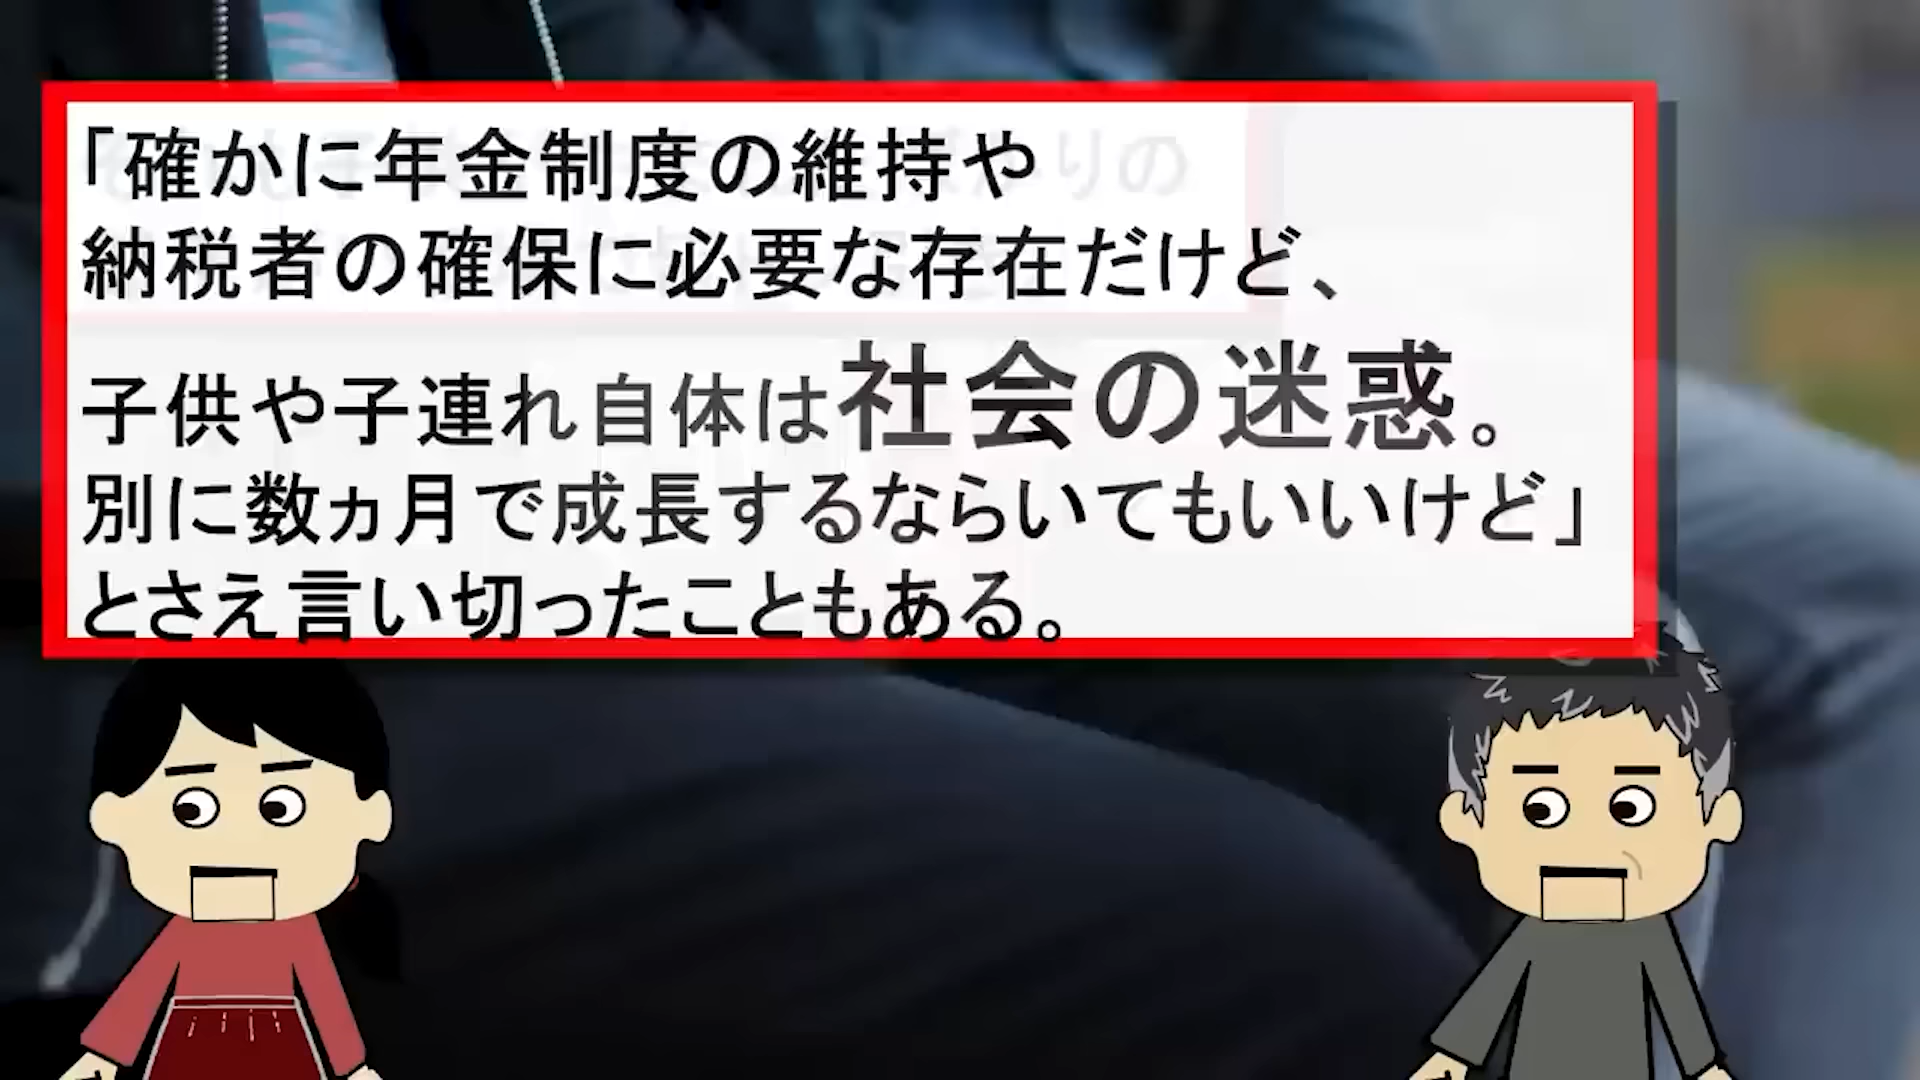 「確かに年金制度の維持や
納税者の確保に必要な存在だけど、
子供や子連れ自体は社会の迷惑。
別に数ヵ月で成長するならいてもいいけど」
とさえ言い切ったこともある。